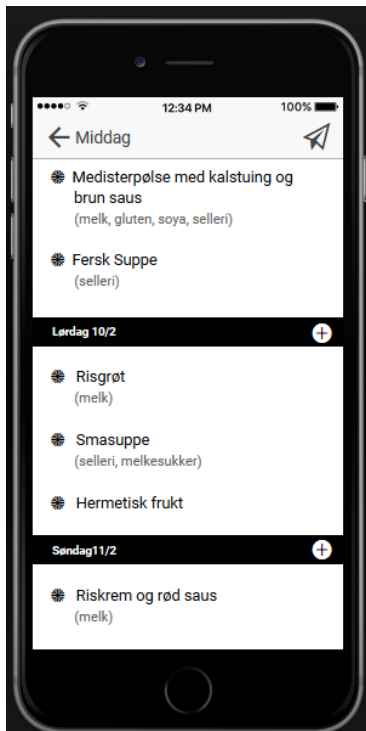 12:34 PM
100%
Middag
Medisterpølse med kalstuing og
brun saus
(melk, gluten, soya, selleri)
Fersk Suppe
(selleri)
Lørdag 10/2
Risgrøt
(melk)
Smasuppe
(selleri, melkesukker)
Hermetisk frukt
Søndag11/2
Riskrem og rød saus
(melk)